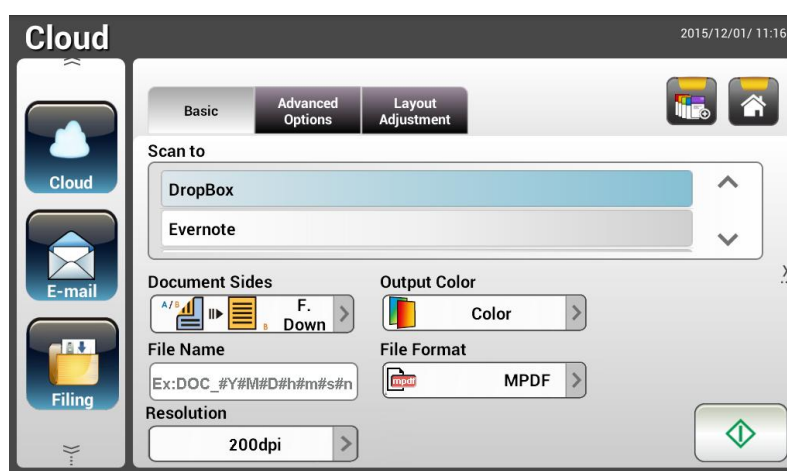 Cloud
2015/12/01/ 11:16
Cloud
E-mail
Filing
Basic
Advanced
Options
Layout
Adjustment
Scan to
DropBox
Evernote
Document Sides
A/B
B
F.
Down
Output Color
Color
File Name
Ex:DOC_#Y#M#D#h#m#s#n
File Format
mpdf
MPDF
Resolution
200dpi